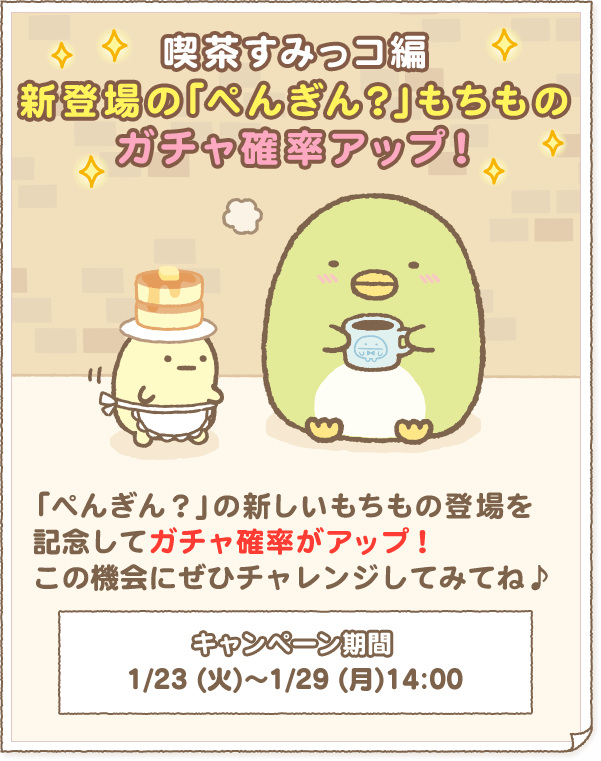 喫茶すみっコ編
新登場の「ぺんぎん?」もちもの
ガチャ確率アップ!
「ぺんぎん？」の新しいもちもの登場を
記念してガチャ確率がアップ！
この機会にぜひチャレンジしてみてね♪
キャンペーン期間
1/23 (火)～1/29 (月)14:00